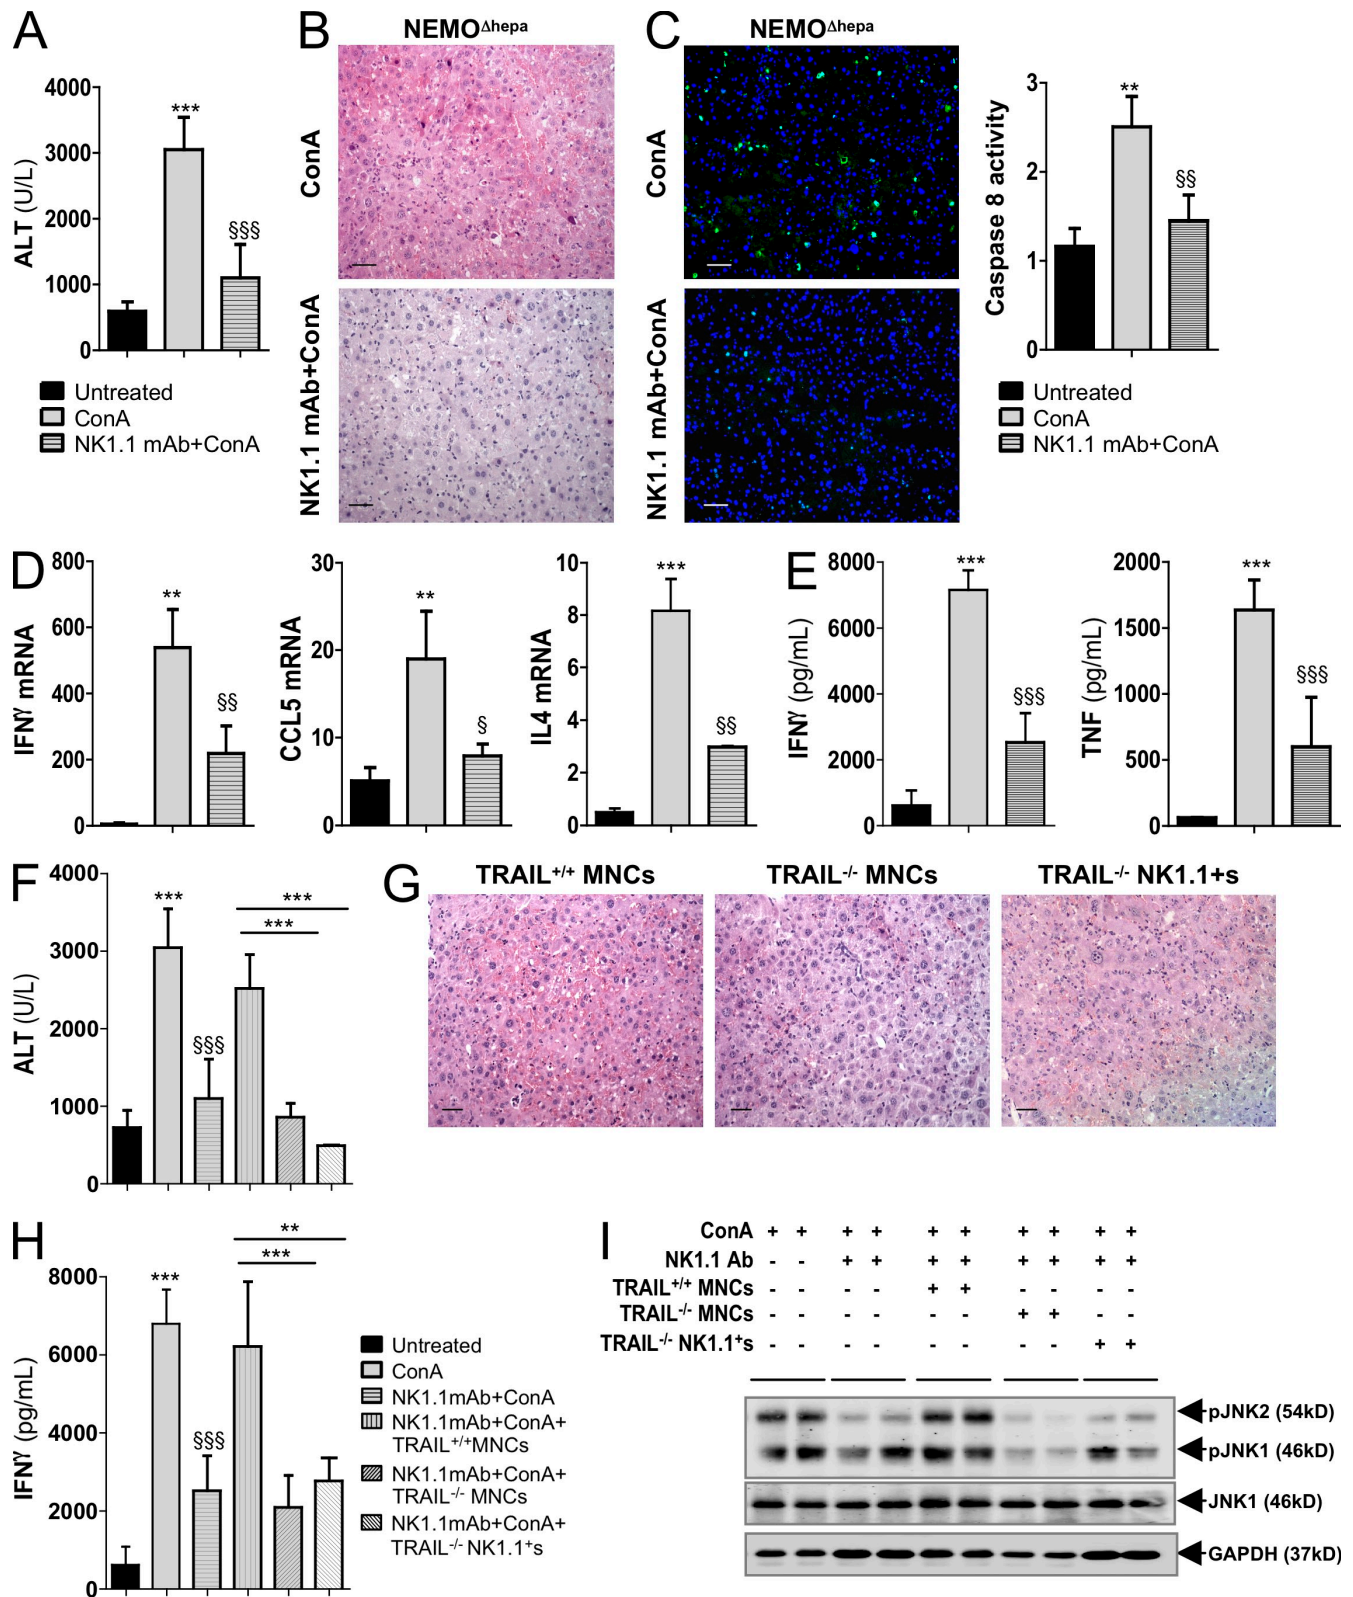 A
ALT (U/L)
4000
3000
2000
1000
0
***
§§§
Untreated
ConA
NK1.1 mAb+ConA
B
NEMOΔhepa
ConA
NK1.1 mAb+ConA
C
NEMOΔhepa
ConA
NK1.1 mAb+ConA
Caspase 8 activity
3
2
1
0
**
§§
Untreated
ConA
NK1.1 mAb+ConA
D
IFNγ mRNA
800
600
400
200
0
**
§§
CCL5 mRNA
30
20
10
0
**
§
IL4 mRNA
10
8
6
4
2
0
***
§§
E
IFNγ (pg/mL)
8000
6000
4000
2000
0
***
§§§
TNF (pg/mL)
2000
1500
1000
500
0
***
§§§
F
ALT (U/L)
4000
3000
2000
1000
0
***
§§§
***
***
G
TRAIL+/+ MNCs
TRAIL-/- MNCs
TRAIL-/- NK1.1+s
H
IFNγ (pg/mL)
8000
6000
4000
2000
0
***
§§§
**
***
Untreated
ConA
NK1.1mAb+ConA
NK1.1mAb+ConA+
TRAIL+/+MNCs
NK1.1mAb+ConA+
TRAIL-/- MNCs
NK1.1mAb+ConA+
TRAIL-/- NK1.1+s
I
ConA + + + + + + + + + +
NK1.1 Ab - - + + + + + + + +
TRAIL+/+ MNCs - - - - + + - - - -
TRAIL-/- MNCs - - - - - - + + - -
TRAIL-/- NK1.1+s - - - - - - - - + +
pJNK2 (54kD)
pJNK1 (46kD)
JNK1 (46kD)
GAPDH (37kD)